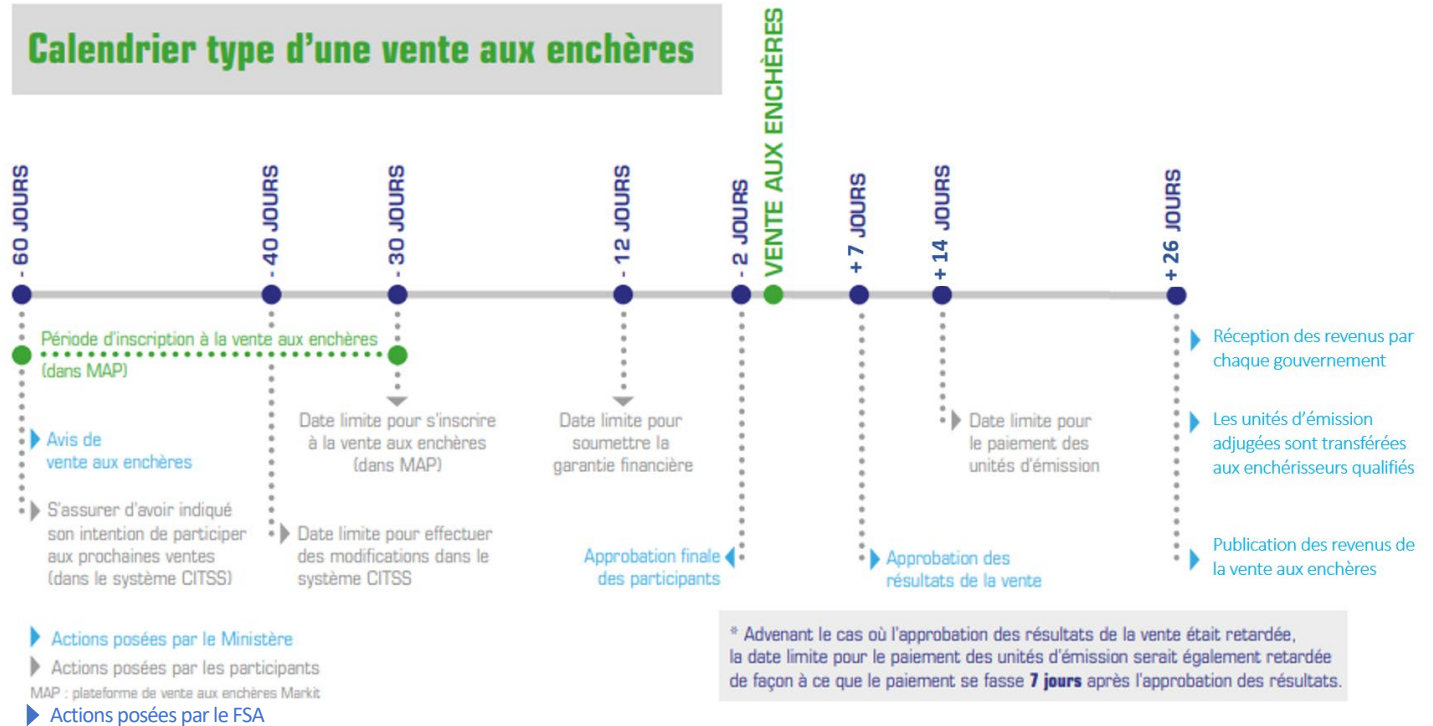 Calendrier type d'une vente aux enchères
- 60 JOURS
- 40 JOURS
- 30 JOURS
- 12 JOURS
- 2 JOURS
VENTE AUX ENCHÈRES
+ 7 JOURS
+ 14 JOURS
+ 26 JOURS
Période d'inscription à la vente aux enchères
(dans MAP)
Avis de
vente aux enchères
S'assurer d'avoir indiqué
son intention de participer
aux prochaines ventes
(dans le système CITSS)
Date limite pour effectuer
des modifications dans le
système CITSS
Date limite pour s'inscrire
à la vente aux enchères
(dans MAP)
Date limite pour
soumettre la
garantie financière
Approbation finale
des participants
Approbation des
résultats de la vente
Date limite pour
le paiement des
unités d'émission
Réception des revenus par
chaque gouvernement
Les unités d'émission
adjugées sont transférées
aux enchérisseurs qualifiés
Publication des revenus de
la vente aux enchères
Actions posées par le Ministère
Actions posées par les participants
MAP : plateforme de vente aux enchères Markit
Actions posées par le FSA
* Advenant le cas où l'approbation des résultats de la vente était retardée,
la date limite pour le paiement des unités d'émission serait également retardée
de façon à ce que le paiement se fasse 7 jours après l'approbation des résultats.